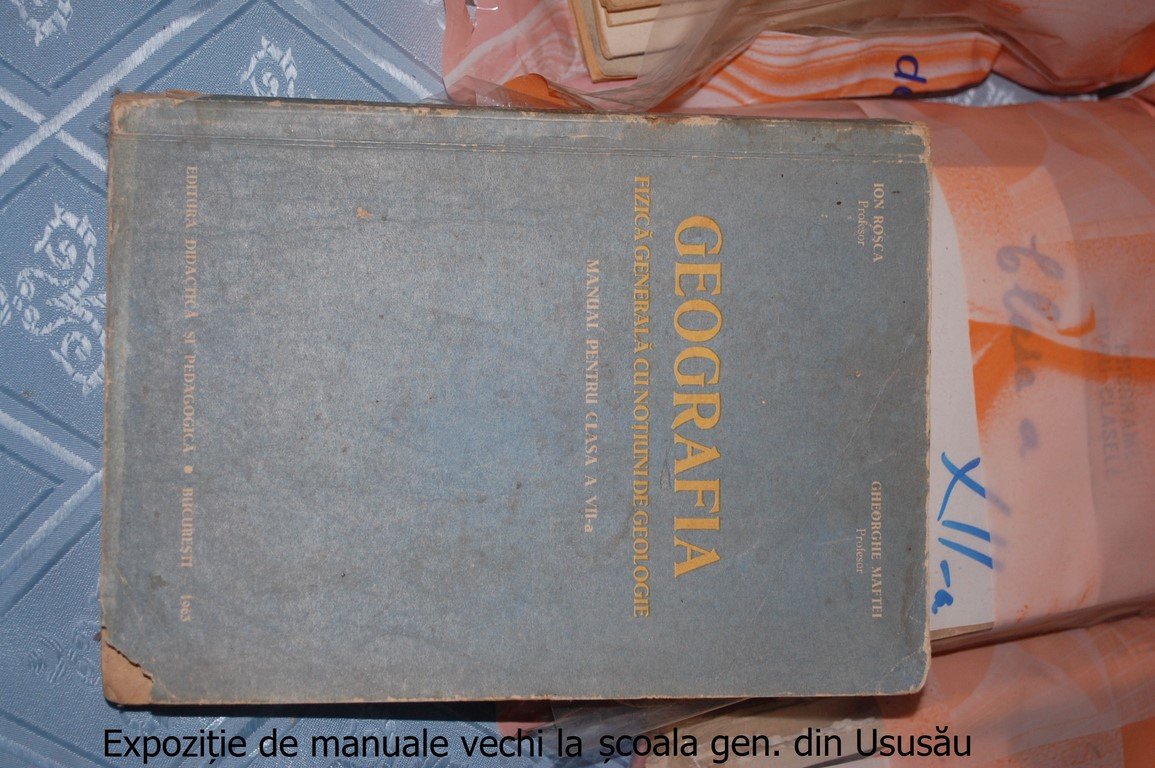 ION ROȘCA
Profesor
GHEORGHE MAFTEI
Profesor
GEOGRAFIA
FIZICĂ GENERALĂ CU NOȚIUNI DE GEOLOGIE
MANUAL PENTRU CLASA A VII-a
EDITURA DIDACTICĂ ȘI PEDAGOGICĂ • BUCUREȘTI 1963
XII-a
clasa a
Expoziție de manuale vechi la școala gen. din Ususău